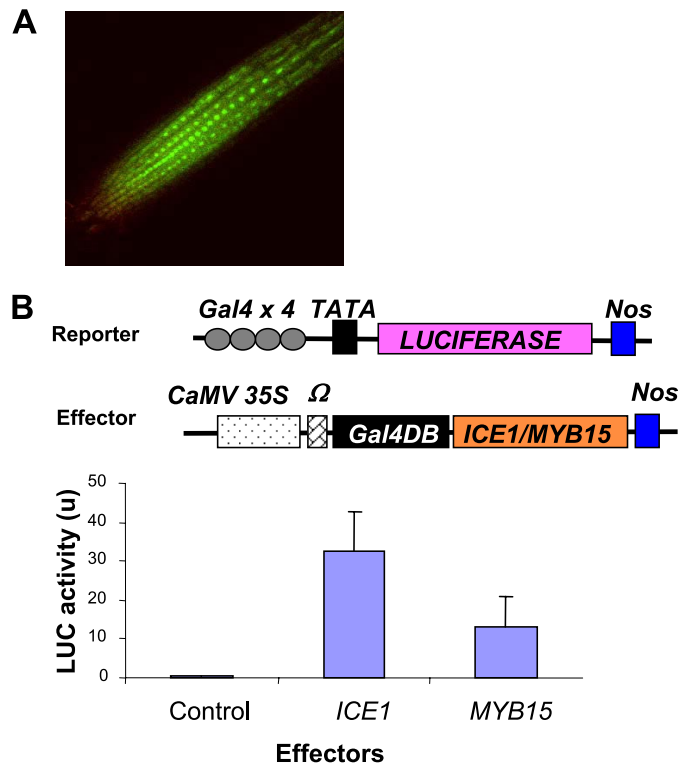 A
B
Gal4 x 4 TATA Nos
Reporter
LUCIFERASE
CaMV 35S Ω Nos
Effector
Gal4DB ICE1/MYB15
50
40
30
20
10
0
LUC activity (u)
Control ICE1 MYB15
Effectors